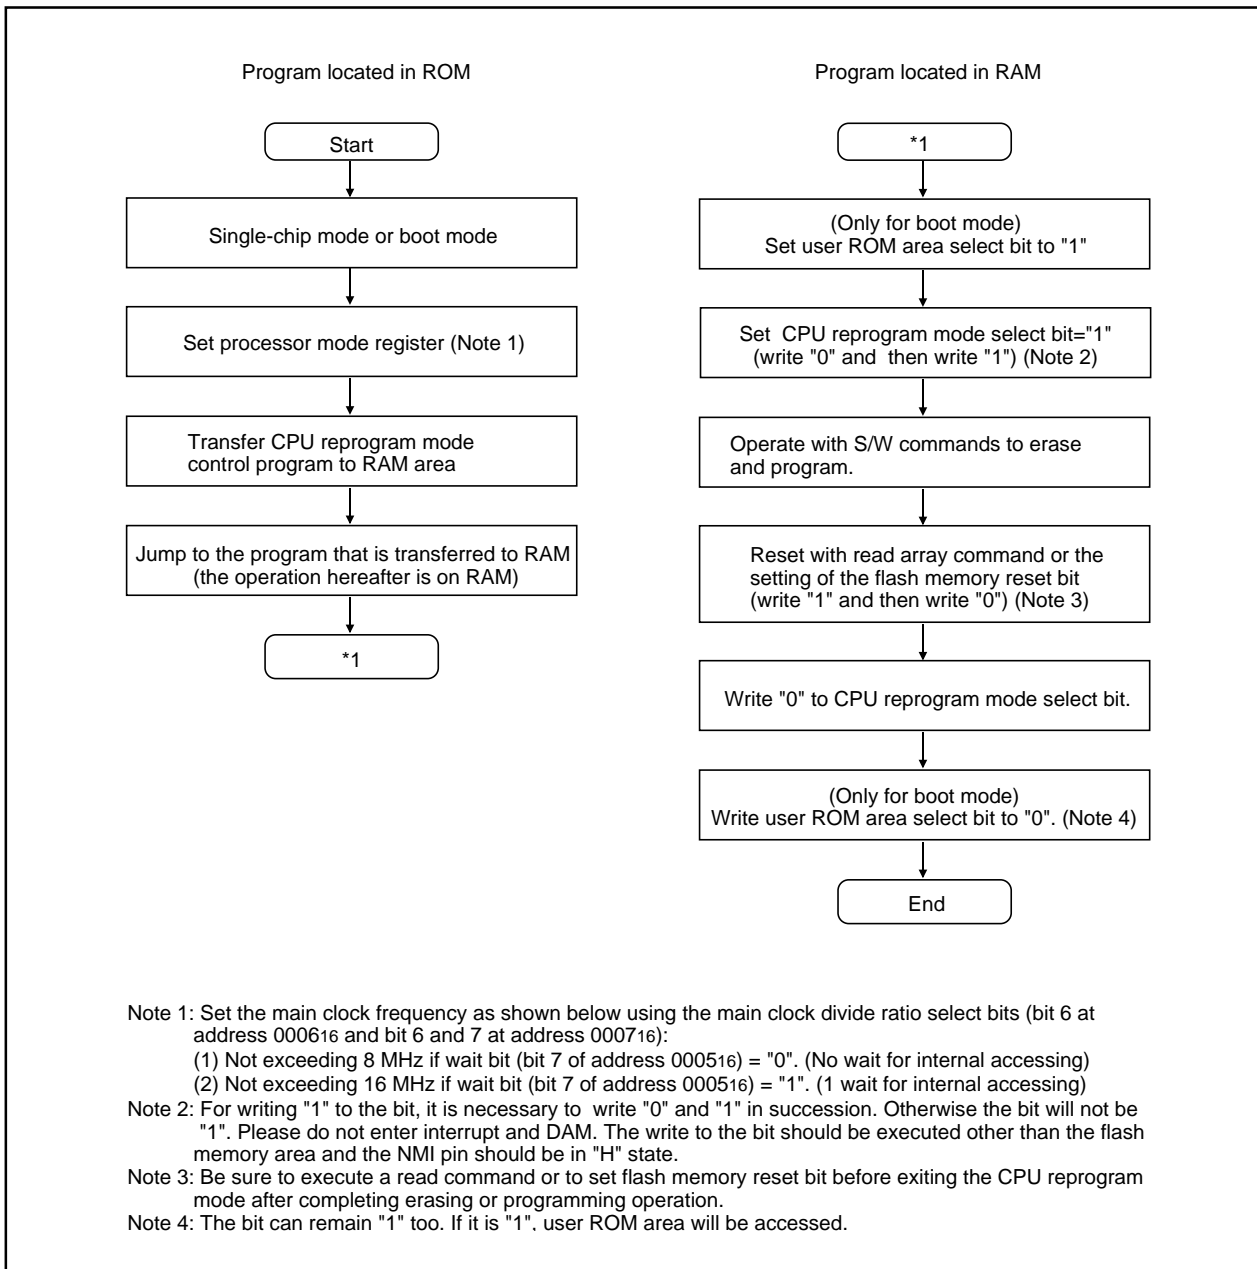 Program located in ROM
Start
Single-chip mode or boot mode
Set processor mode register (Note 1)
Transfer CPU reprogram mode
control program to RAM area
Jump to the program that is transferred to RAM
(the operation hereafter is on RAM)
*1
Program located in RAM
*1
(Only for boot mode)
Set user ROM area select bit to "1"
Set CPU reprogram mode select bit="1"
(write "0" and then write "1") (Note 2)
Operate with S/W commands to erase
and program.
Reset with read array command or the
setting of the flash memory reset bit
(write "1" and then write "0") (Note 3)
Write "0" to CPU reprogram mode select bit.
(Only for boot mode)
Write user ROM area select bit to "0". (Note 4)
End
Note 1: Set the main clock frequency as shown below using the main clock divide ratio select bits (bit 6 at
address 000616 and bit 6 and 7 at address 000716):
(1) Not exceeding 8 MHz if wait bit (bit 7 of address 000516) = "0". (No wait for internal accessing)
(2) Not exceeding 16 MHz if wait bit (bit 7 of address 000516) = "1". (1 wait for internal accessing)
Note 2: For writing "1" to the bit, it is necessary to write "0" and "1" in succession. Otherwise the bit will not be
"1". Please do not enter interrupt and DAM. The write to the bit should be executed other than the flash
memory area and the NMI pin should be in "H" state.
Note 3: Be sure to execute a read command or to set flash memory reset bit before exiting the CPU reprogram
mode after completing erasing or programming operation.
Note 4: The bit can remain "1" too. If it is "1", user ROM area will be accessed.